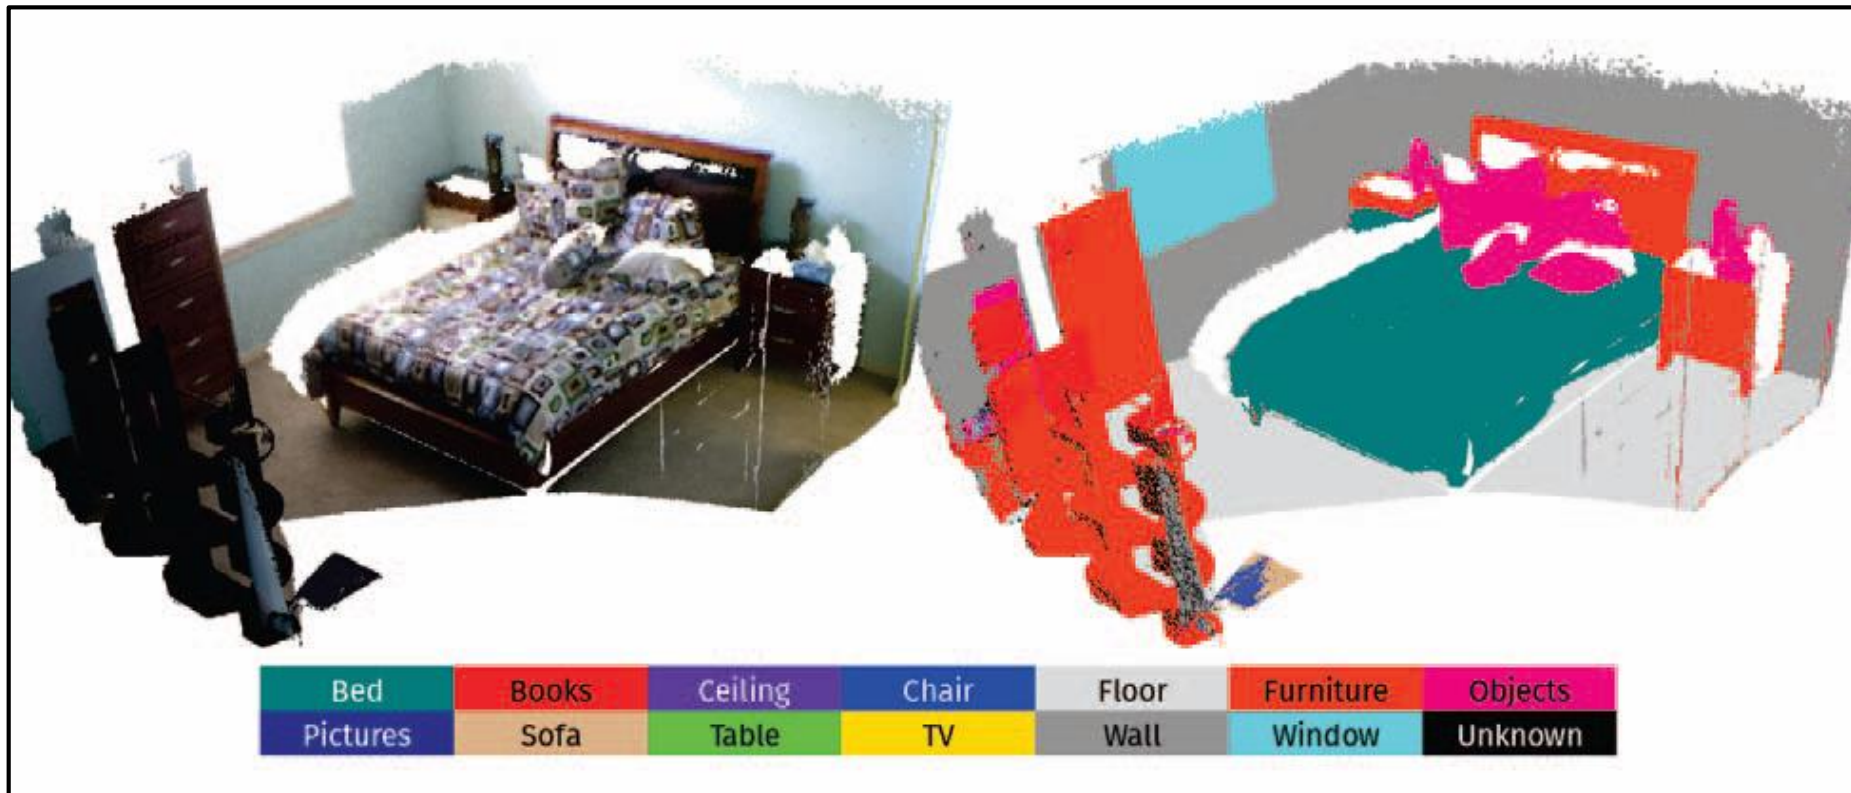 Bed Books Ceiling Chair Floor Furniture Objects
Pictures Sofa Table TV Wall Window Unknown